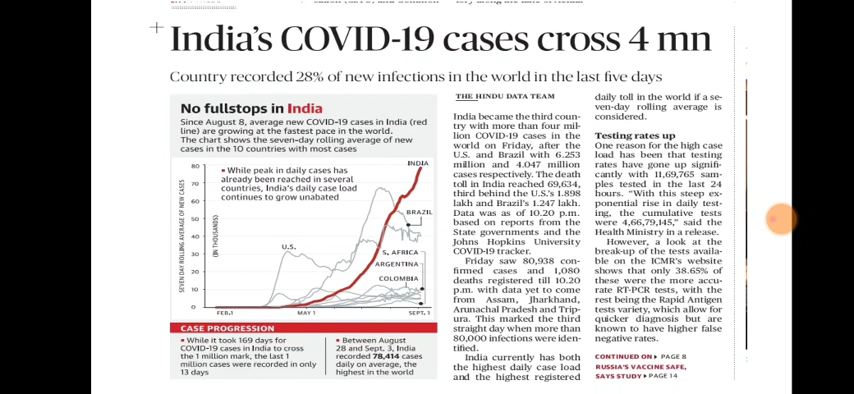 India's COVID-19 cases cross 4 mn
Country recorded 28% of new infections in the world in the last five days
No fullstops in India
Since August 8, average new COVID-19 cases in India (red
line) are growing at the fastest pace in the world.
The chart shows the seven-day rolling average of new
cases in the 10 countries with most cases
SEVEN DAY ROLLING AVERAGE OF NEW CASES
(IN THOUSANDS)
80
70
60
50
40
30
20
10
0
▪ While peak in daily cases has
already been reached in several
countries, India's daily case load
continues to grow unabated
INDIA
BRAZIL
U.S.
S. AFRICA
ARGENTINA
COLOMBIA
FEB.1
MAY 1
SEPT. 1
CASE PROGRESSION
▪ While it took 169 days for
COVID-19 cases in India to cross
the 1 million mark, the last 1
million cases were recorded in only
13 days
▪ Between August
28 and Sept. 3, India
recorded 78,414 cases
daily on average, the
highest in the world
THE HINDU DATA TEAM
India became the third coun-
try with more than four mil-
lion COVID-19 cases in the
world on Friday, after the
U.S. and Brazil with 6.253
million and 4.047 million
cases respectively. The death
toll in India reached 69,634,
third behind the U.S.'s 1.898
lakh and Brazil's 1.247 lakh.
Data was as of 10.20 p.m.
based on reports from the
State governments and the
Johns Hopkins University
COVID-19 tracker.
Friday saw 80,938 con-
firmed cases and 1,080
deaths registered till 10.20
p.m. with data yet to come
from Assam, Jharkhand,
Arunachal Pradesh and Trip-
ura. This marked the third
straight day when more than
80,000 infections were iden-
tified.
India currently has both
the highest daily case load
and the highest registered
daily toll in the world if a se-
ven-day rolling average is
considered.
Testing rates up
One reason for the high case
load has been that testing
rates have gone up signifi-
cantly with 11,69,765 sam-
ples tested in the last 24
hours. "With this steep ex-
ponential rise in daily test-
ing, the cumulative tests
were 4,66,79,145," said the
Health Ministry in a release.
However, a look at the
break-up of the tests availa-
ble on the ICMR's website
shows that only 38.65% of
these were the more accu-
rate RT-PCR tests, with the
rest being the Rapid Antigen
tests variety, which allow for
quicker diagnosis but are
known to have higher false
negative rates.
CONTINUED ON ▸ PAGE 8
RUSSIA'S VACCINE SAFE,
SAYS STUDY ▸ PAGE 14